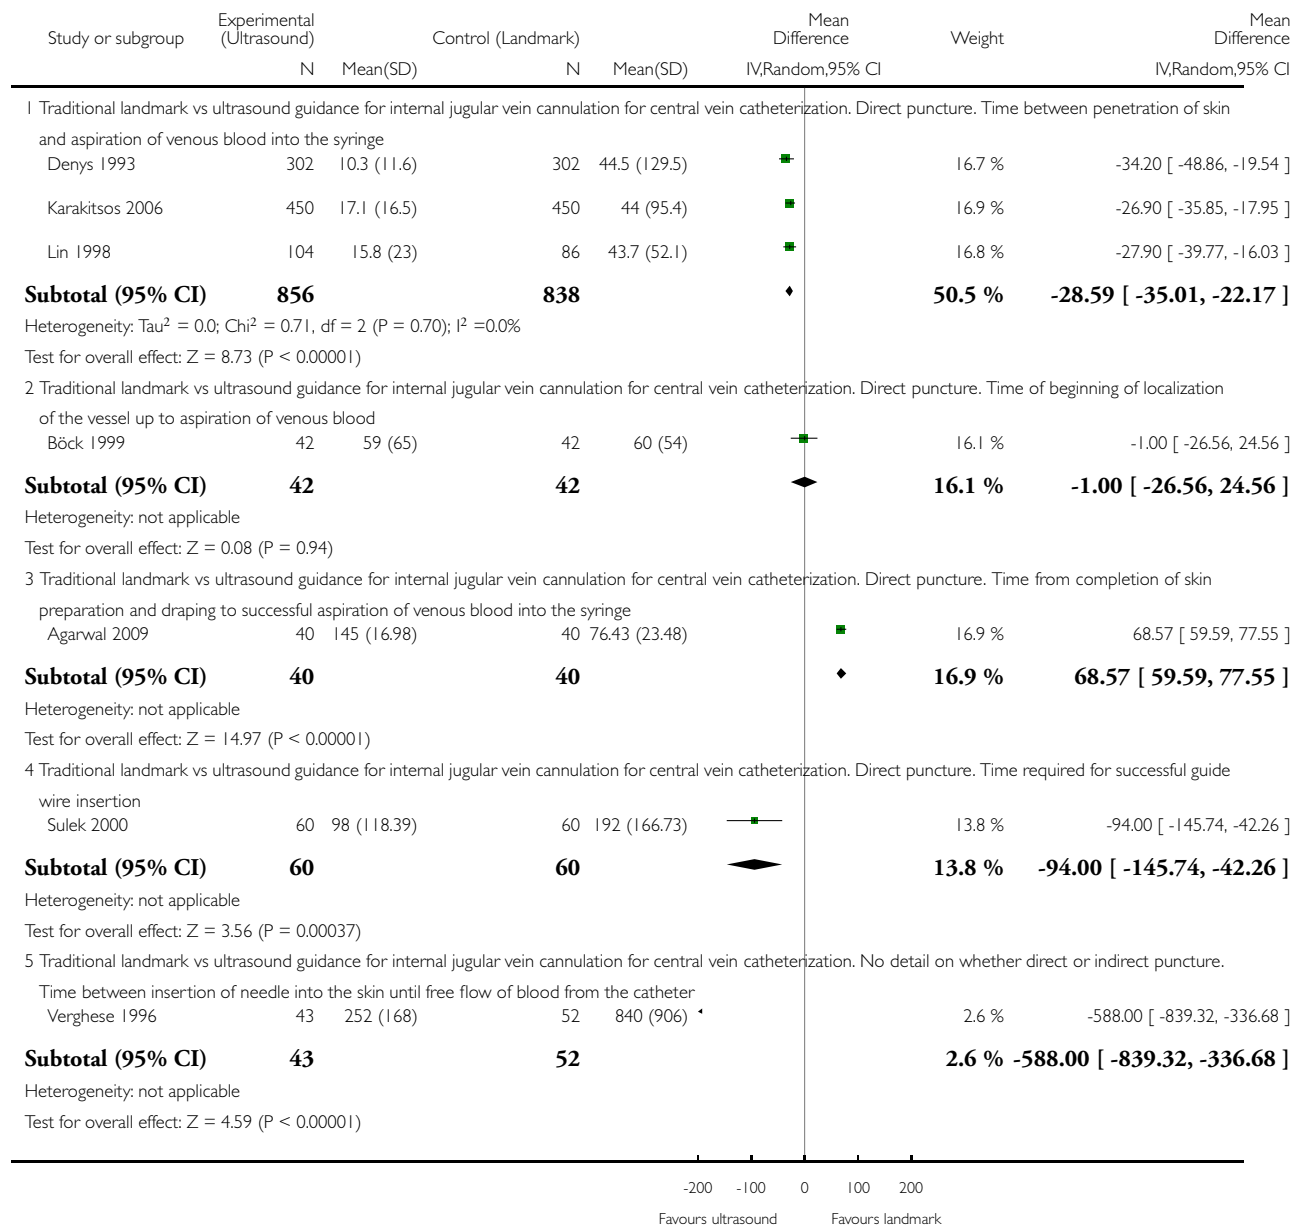 Study or subgroup Experimental (Ultrasound) Control (Landmark) Mean Difference Weight Mean Difference
N Mean(SD) N Mean(SD) IV,Random,95% CI IV,Random,95% CI
1 Traditional landmark vs ultrasound guidance for internal jugular vein cannulation for central vein catheterization. Direct puncture. Time between penetration of skin
and aspiration of venous blood into the syringe
Denys 1993 302 10.3 (11.6) 302 44.5 (129.5) 16.7 % -34.20 [ -48.86, -19.54 ]
Karakitsos 2006 450 17.1 (16.5) 450 44 (95.4) 16.9 % -26.90 [ -35.85, -17.95 ]
Lin 1998 104 15.8 (23) 86 43.7 (52.1) 16.8 % -27.90 [ -39.77, -16.03 ]
Subtotal (95% CI) 856 838 50.5 % -28.59 [ -35.01, -22.17 ]
Heterogeneity: Tau² = 0.0; Chi² = 0.71, df = 2 (P = 0.70); I² =0.0%
Test for overall effect: Z = 8.73 (P < 0.00001)
2 Traditional landmark vs ultrasound guidance for internal jugular vein cannulation for central vein catheterization. Direct puncture. Time of beginning of localization
of the vessel up to aspiration of venous blood
Böck 1999 42 59 (65) 42 60 (54) 16.1 % -1.00 [ -26.56, 24.56 ]
Subtotal (95% CI) 42 42 16.1 % -1.00 [ -26.56, 24.56 ]
Heterogeneity: not applicable
Test for overall effect: Z = 0.08 (P = 0.94)
3 Traditional landmark vs ultrasound guidance for internal jugular vein cannulation for central vein catheterization. Direct puncture. Time from completion of skin
preparation and draping to successful aspiration of venous blood into the syringe
Agarwal 2009 40 145 (16.98) 40 76.43 (23.48) 16.9 % 68.57 [ 59.59, 77.55 ]
Subtotal (95% CI) 40 40 16.9 % 68.57 [ 59.59, 77.55 ]
Heterogeneity: not applicable
Test for overall effect: Z = 14.97 (P < 0.00001)
4 Traditional landmark vs ultrasound guidance for internal jugular vein cannulation for central vein catheterization. Direct puncture. Time required for successful guide
wire insertion
Sulek 2000 60 98 (118.39) 60 192 (166.73) 13.8 % -94.00 [ -145.74, -42.26 ]
Subtotal (95% CI) 60 60 13.8 % -94.00 [ -145.74, -42.26 ]
Heterogeneity: not applicable
Test for overall effect: Z = 3.56 (P = 0.00037)
5 Traditional landmark vs ultrasound guidance for internal jugular vein cannulation for central vein catheterization. No detail on whether direct or indirect puncture.
Time between insertion of needle into the skin until free flow of blood from the catheter
Verghese 1996 43 252 (168) 52 840 (906) 2.6 % -588.00 [ -839.32, -336.68 ]
Subtotal (95% CI) 43 52 2.6 % -588.00 [ -839.32, -336.68 ]
Heterogeneity: not applicable
Test for overall effect: Z = 4.59 (P < 0.00001)
-200 -100 0 100 200
Favours ultrasound Favours landmark